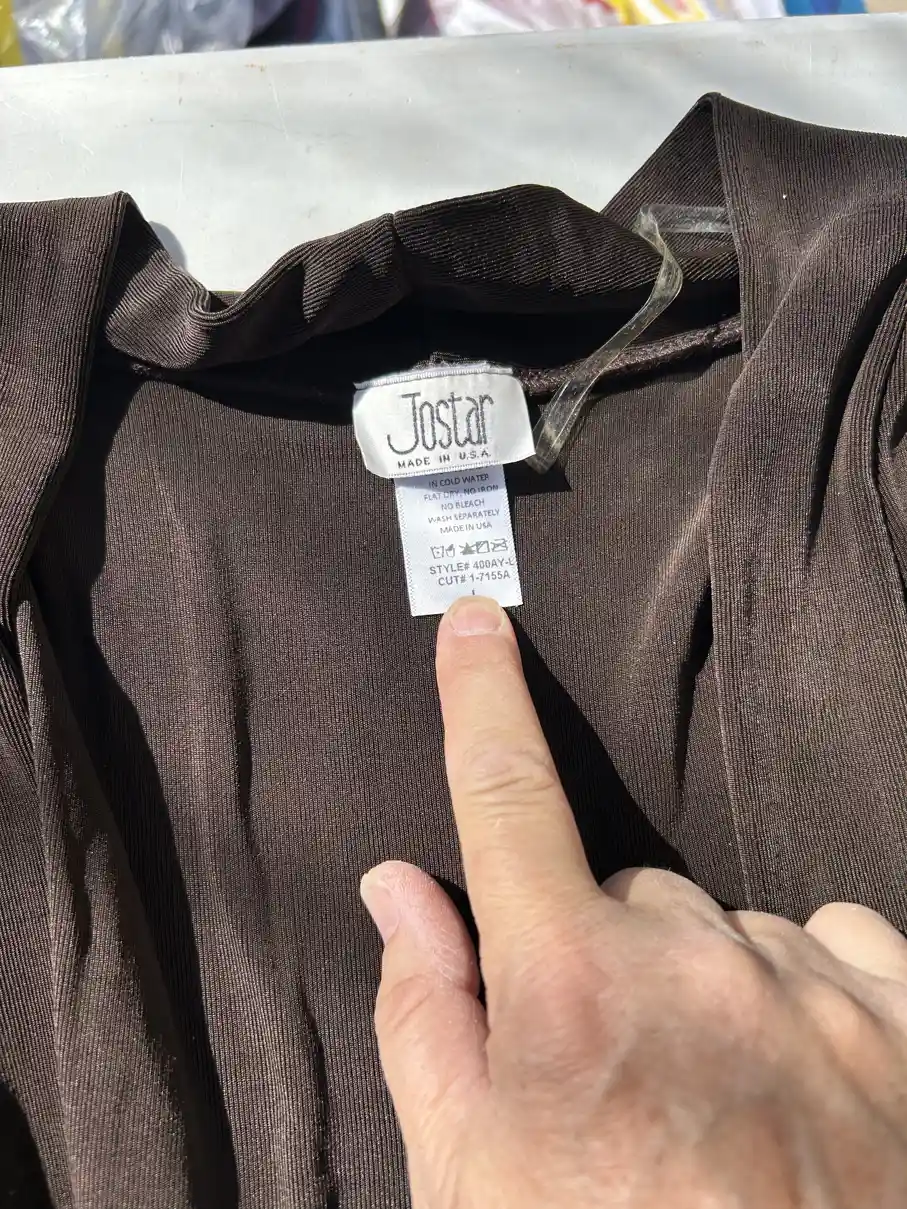 Jostar
MADE IN U.S.A.
IN COLD WATER
FLAT DRY, NO IRON
NO BLEACH
WASH SEPARATELY
MADE IN USA
STYLE# 400AY-L
CUT# 1-7155A